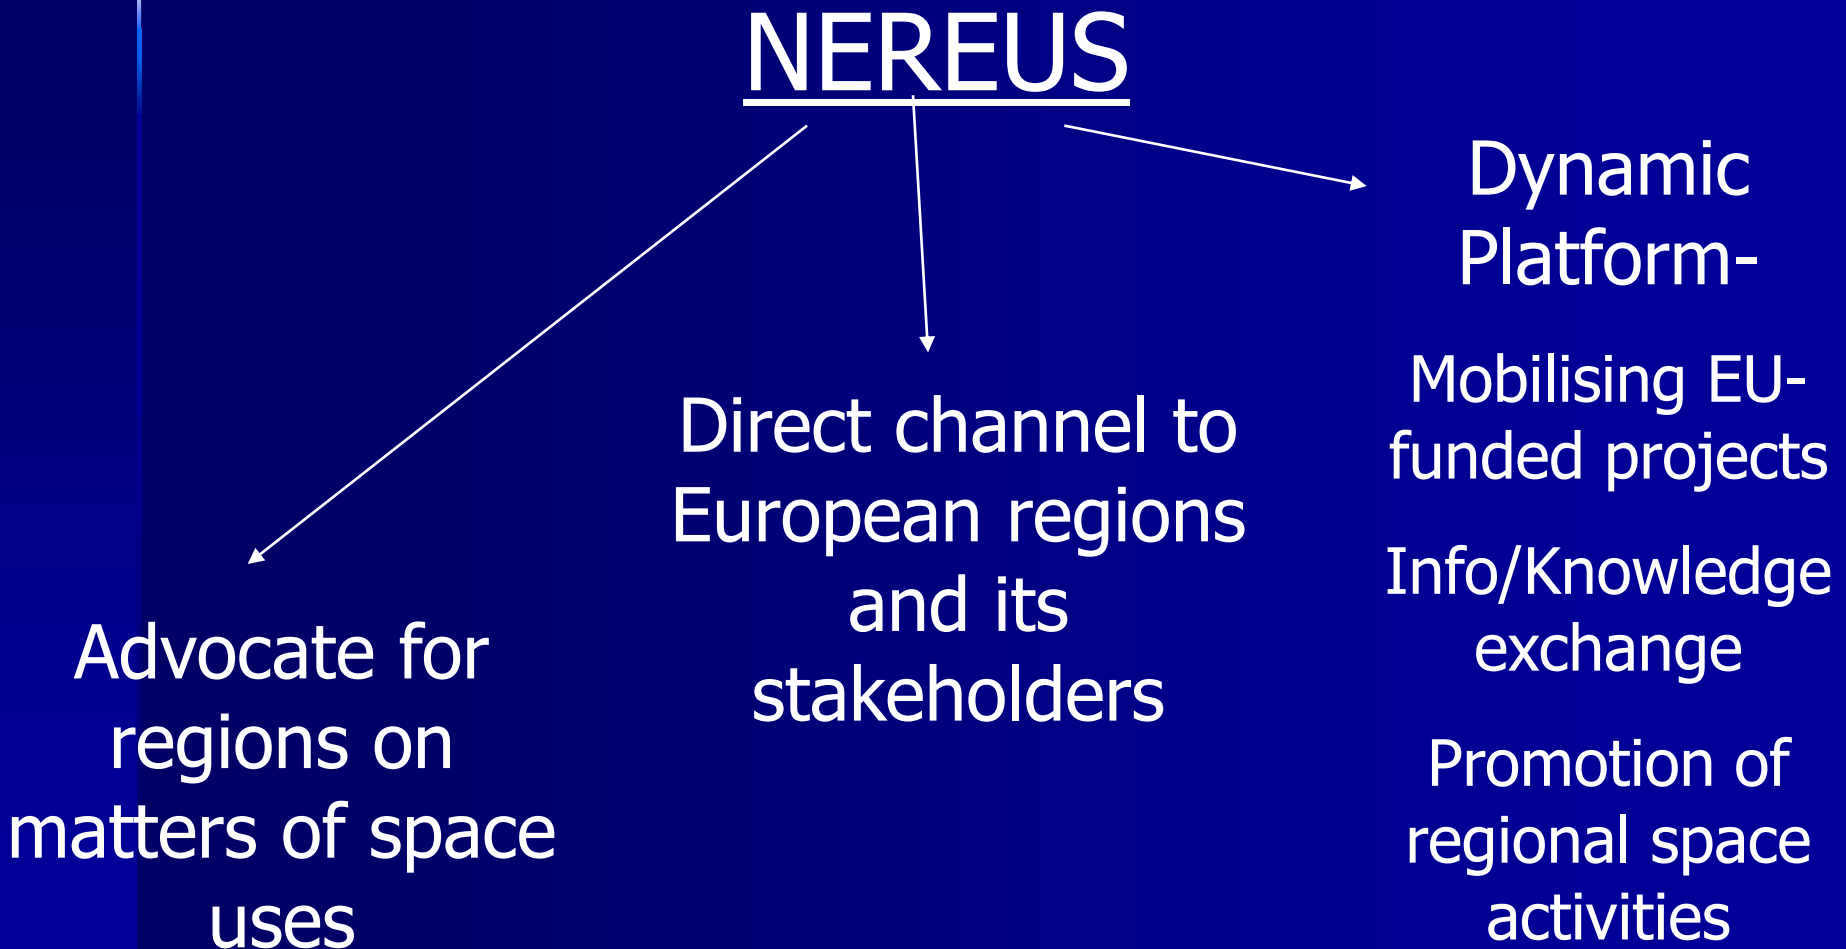 NEREUS
Advocate for
regions on
matters of space
uses
Direct channel to
European regions
and its
stakeholders
Dynamic
Platform-
Mobilising EU-
funded projects
Info/Knowledge
exchange
Promotion of
regional space
activities